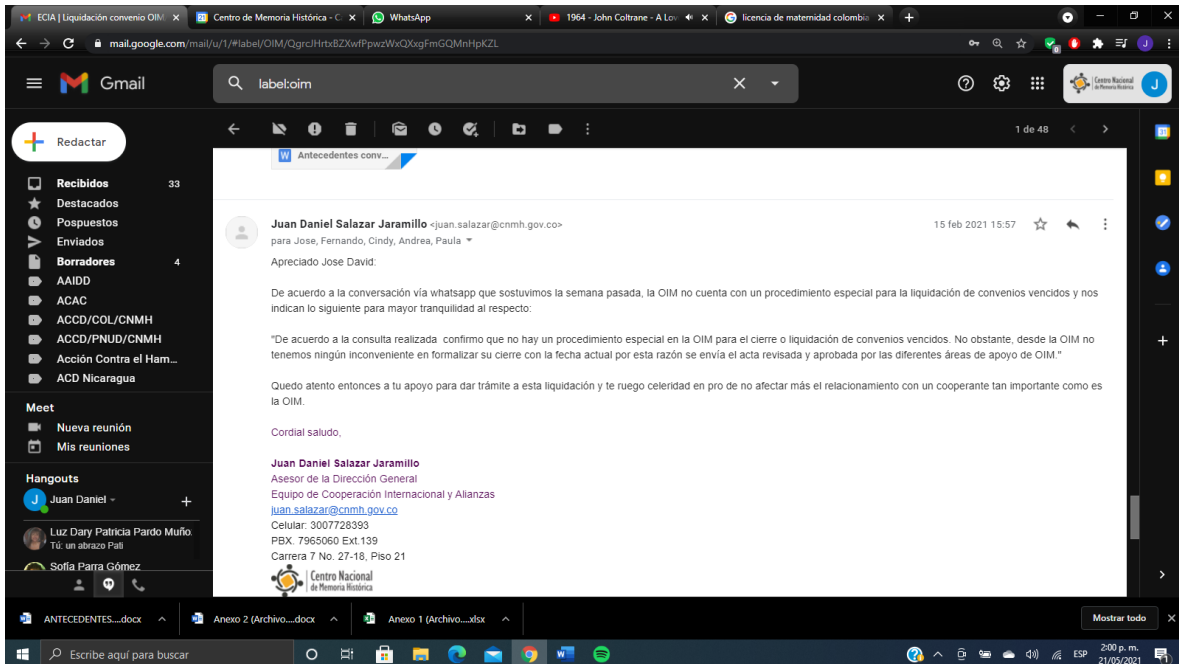 ECIA | Liquidación convenio OIM
Centro de Memoria Histórica - C
WhatsApp
1964 - John Coltrane - A Lov
licencia de maternidad colombia
mail.google.com/mail/u/1/#label/OIM/QgrcJHrtxBZXwfPpwzWxQXxgFmGQMnHpKZL
Gmail
label:oim
Centro Nacional
de Memoria Histórica
J
Redactar
1 de 48
Antecedentes conv...
Recibidos 33
Destacados
Pospuestos
Enviados
Borradores 4
AAIDD
ACAC
ACCD/COL/CNMH
ACCD/PNUD/CNMH
Acción Contra el Ham...
ACD Nicaragua
Meet
Nueva reunión
Mis reuniones
Hangouts
Juan Daniel
Luz Dary Patricia Pardo Muño
Tú: un abrazo Pati
Sofía Parra Gómez
Juan Daniel Salazar Jaramillo <juan.salazar@cnmh.gov.co>
15 feb 2021 15:57
para Jose, Fernando, Cindy, Andrea, Paula
Apreciado Jose David:
De acuerdo a la conversación vía whatsapp que sostuvimos la semana pasada, la OIM no cuenta con un procedimiento especial para la liquidación de convenios vencidos y nos
indican lo siguiente para mayor tranquilidad al respecto:
"De acuerdo a la consulta realizada confirmo que no hay un procedimiento especial en la OIM para el cierre o liquidación de convenios vencidos. No obstante, desde la OIM no
tenemos ningún inconveniente en formalizar su cierre con la fecha actual por esta razón se envía el acta revisada y aprobada por las diferentes áreas de apoyo de OIM."
Quedo atento entonces a tu apoyo para dar trámite a esta liquidación y te ruego celeridad en pro de no afectar más el relacionamiento con un cooperante tan importante como es
la OIM.
Cordial saludo,
Juan Daniel Salazar Jaramillo
Asesor de la Dirección General
Equipo de Cooperación Internacional y Alianzas
juan.salazar@cnmh.gov.co
Celular: 3007728393
PBX. 7965060 Ext.139
Carrera 7 No. 27-18, Piso 21
Centro Nacional
de Memoria Histórica
ANTECEDENTES....docx
Anexo 2 (Archivo....docx
Anexo 1 (Archivo....xlsx
Mostrar todo
Escribe aquí para buscar
ESP
2:00 p. m.
21/05/2021